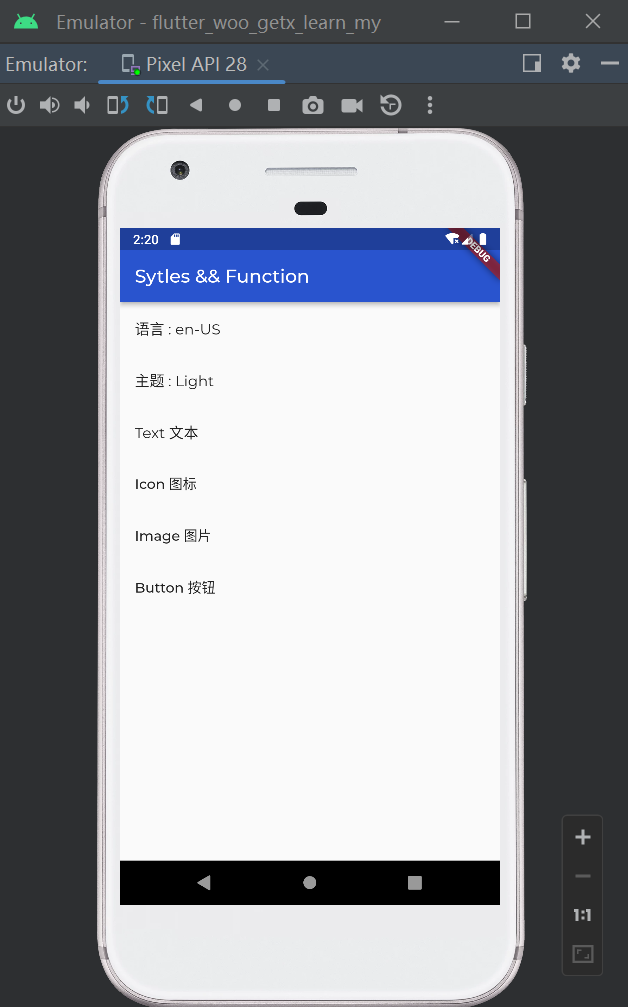 Emulator - flutter_woo_getx_learn_my
Emulator: Pixel API 28
2:20
DEBUG
Sytles && Function
语言 : en-US
主题 : Light
Text 文本
Icon 图标
Image 图片
Button 按钮
1:1